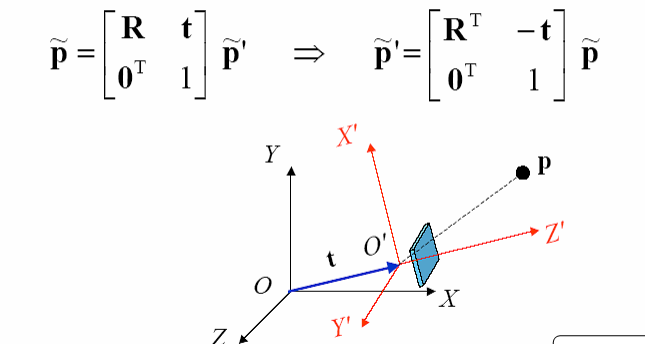 p̃ = [ R t ; 0ᵀ 1 ] p̃' ⇒ p̃' = [ Rᵀ −t ; 0ᵀ 1 ] p̃
X'
Y
p
O'
Z'
t
O
X
Y'
Z